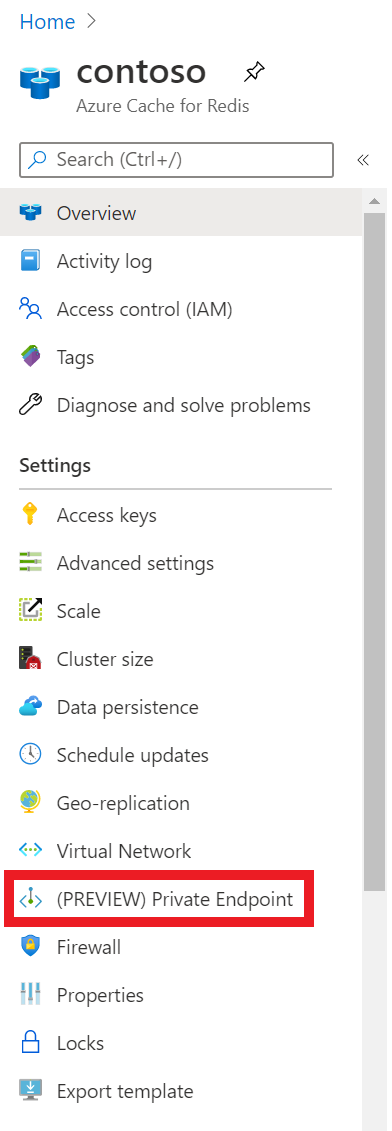 Home
contoso
Azure Cache for Redis
Search (Ctrl+/)
Overview
Activity log
Access control (IAM)
Tags
Diagnose and solve problems
Settings
Access keys
Advanced settings
Scale
Cluster size
Data persistence
Schedule updates
Geo-replication
Virtual Network
(PREVIEW) Private Endpoint
Firewall
Properties
Locks
Export template